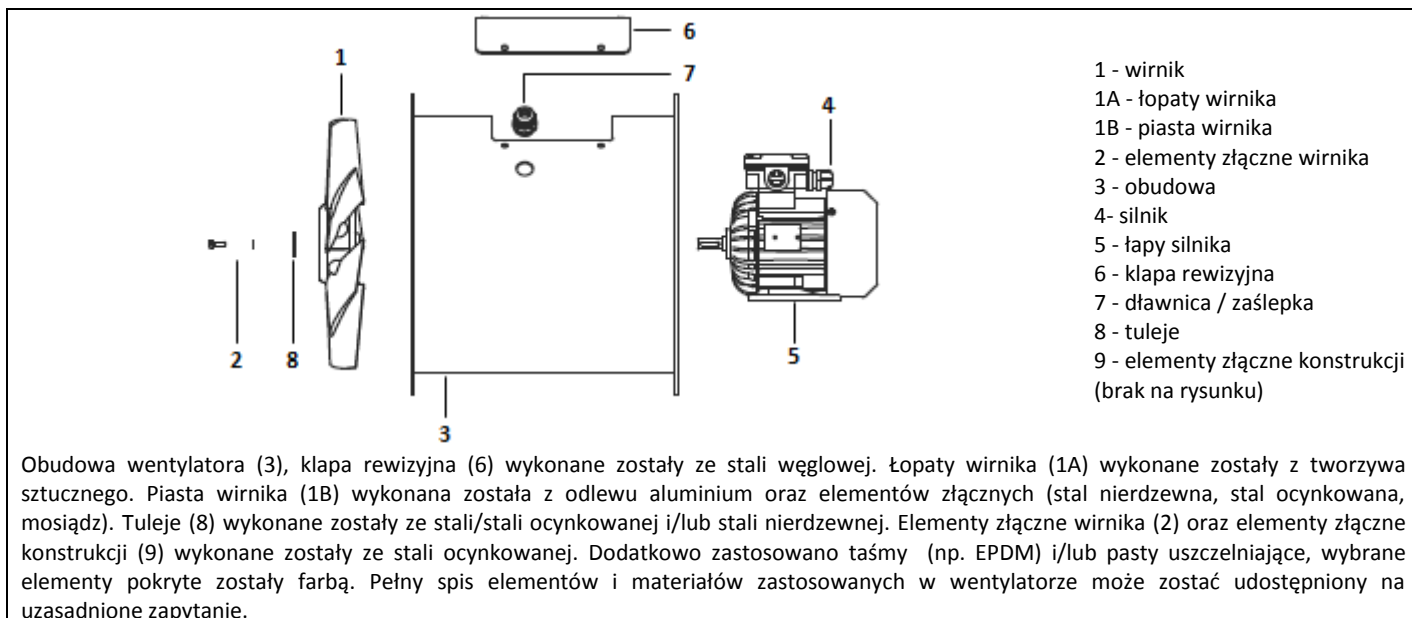 6
1
7
4
2
8
5
3
1 - wirnik
1A - łopaty wirnika
1B - piasta wirnika
2 - elementy złączne wirnika
3 - obudowa
4- silnik
5 - łapy silnika
6 - klapa rewizyjna
7 - dławnica / zaślepka
8 - tuleje
9 - elementy złączne konstrukcji
(brak na rysunku)
Obudowa wentylatora (3), klapa rewizyjna (6) wykonane zostały ze stali węglowej. Łopaty wirnika (1A) wykonane zostały z tworzywa
sztucznego. Piasta wirnika (1B) wykonana została z odlewu aluminium oraz elementów złącznych (stal nierdzewna, stal ocynkowana,
mosiądz). Tuleje (8) wykonane zostały ze stali/stali ocynkowanej i/lub stali nierdzewnej. Elementy złączne wirnika (2) oraz elementy złączne
konstrukcji (9) wykonane zostały ze stali ocynkowanej. Dodatkowo zastosowano taśmy (np. EPDM) i/lub pasty uszczelniające, wybrane
elementy pokryte zostały farbą. Pełny spis elementów i materiałów zastosowanych w wentylatorze może zostać udostępniony na
uzasadnione zapytanie.